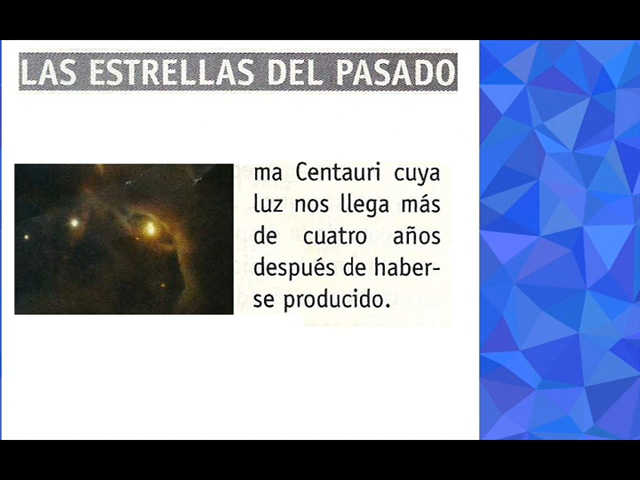 LAS ESTRELLAS DEL PASADO
ma Centauri cuya
luz nos llega más
de cuatro años
después de haber-
se producido.